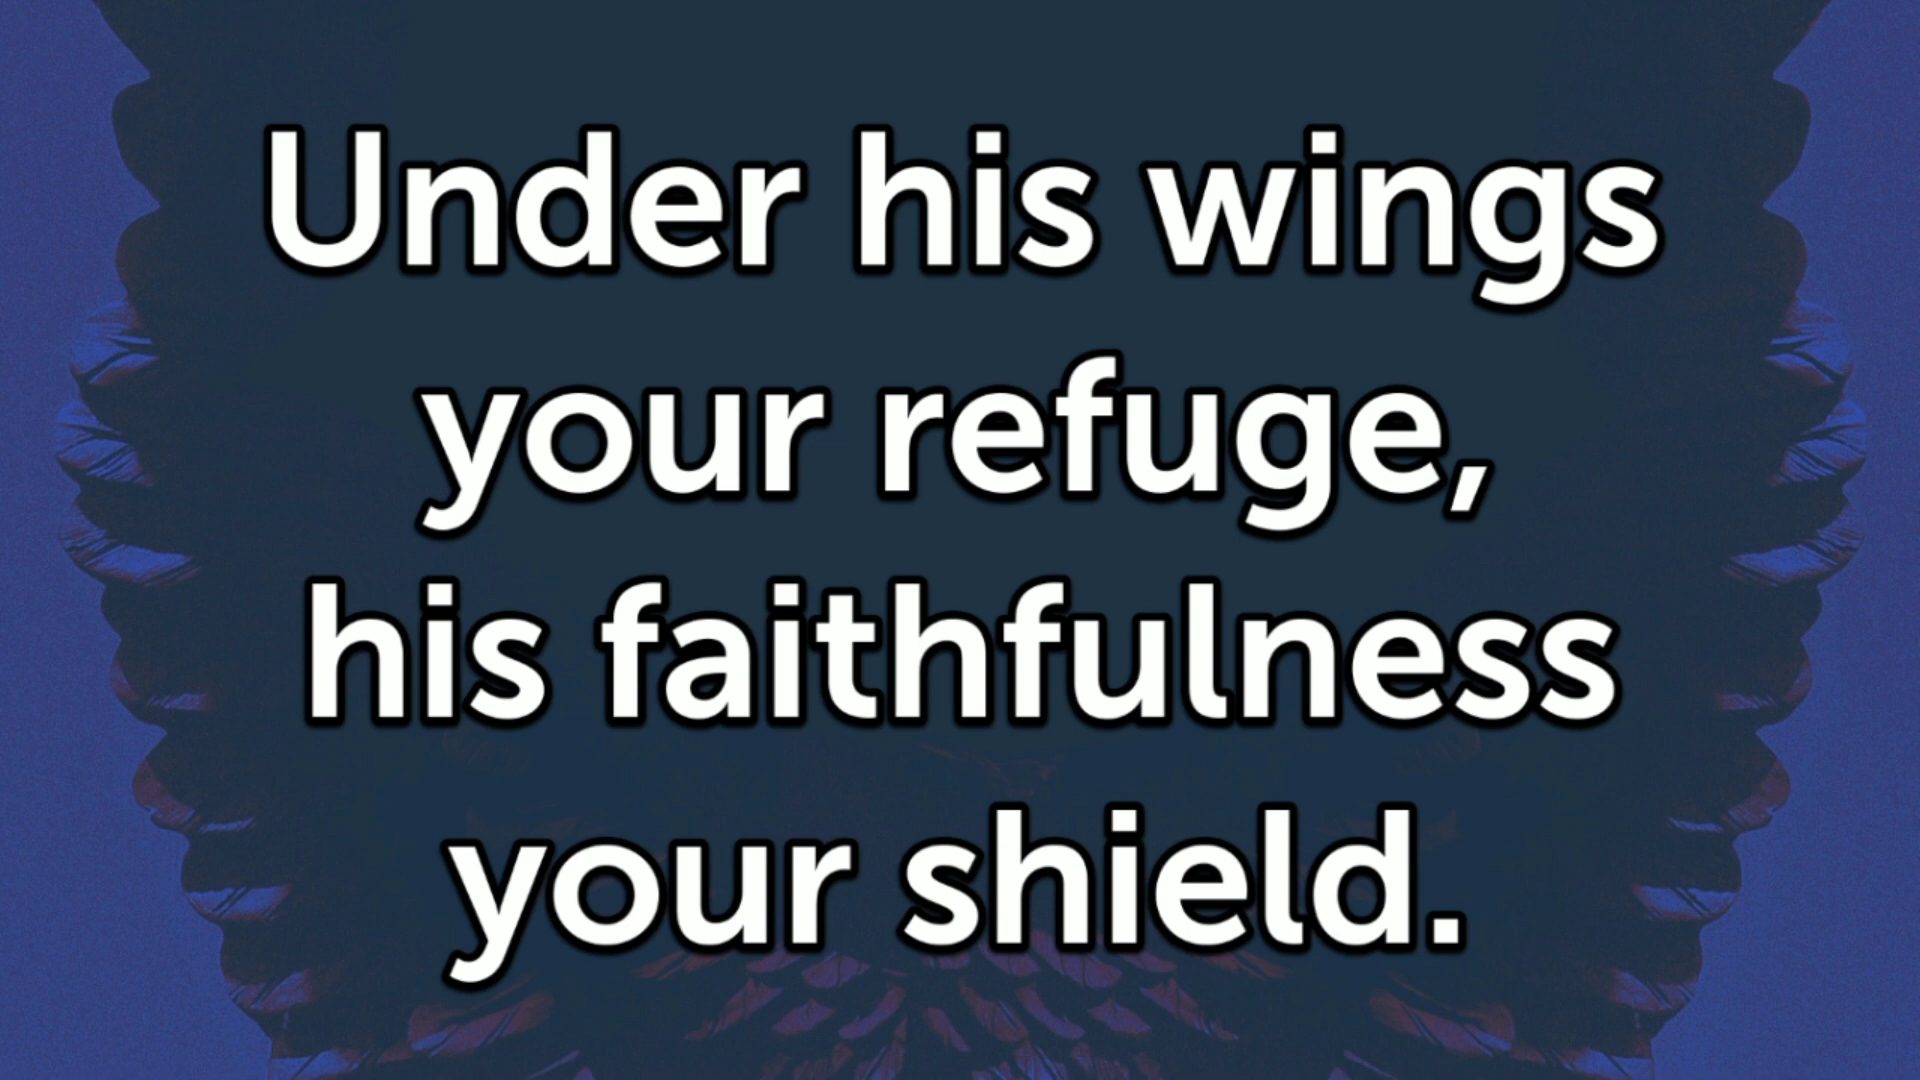 Under his wings
your refuge,
his faithfulness
your shield.